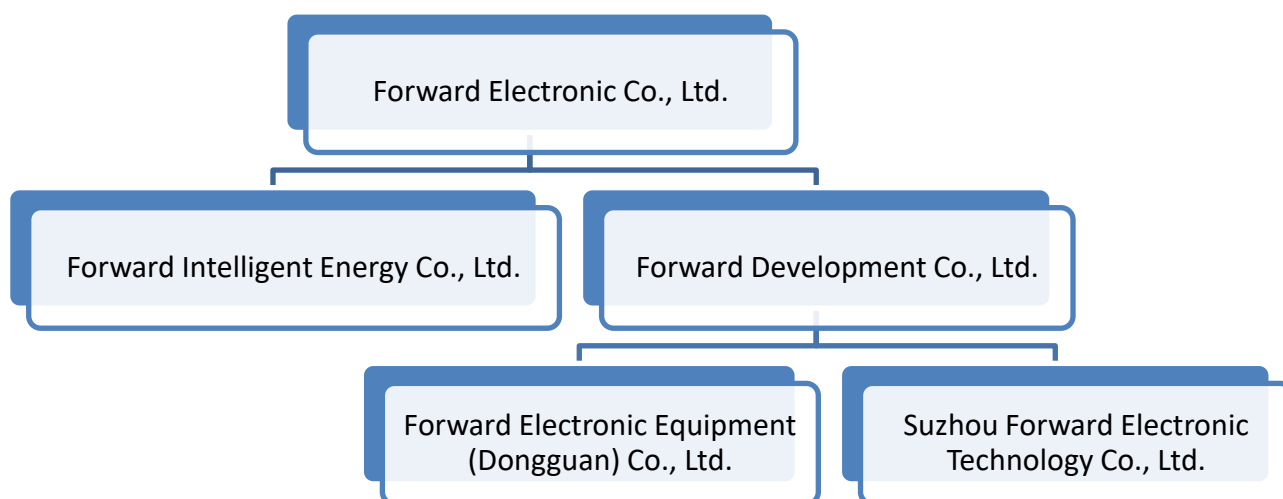 Forward Electronic Co., Ltd.
Forward Intelligent Energy Co., Ltd.
Forward Development Co., Ltd.
Forward Electronic Equipment
(Dongguan) Co., Ltd.
Suzhou Forward Electronic
Technology Co., Ltd.